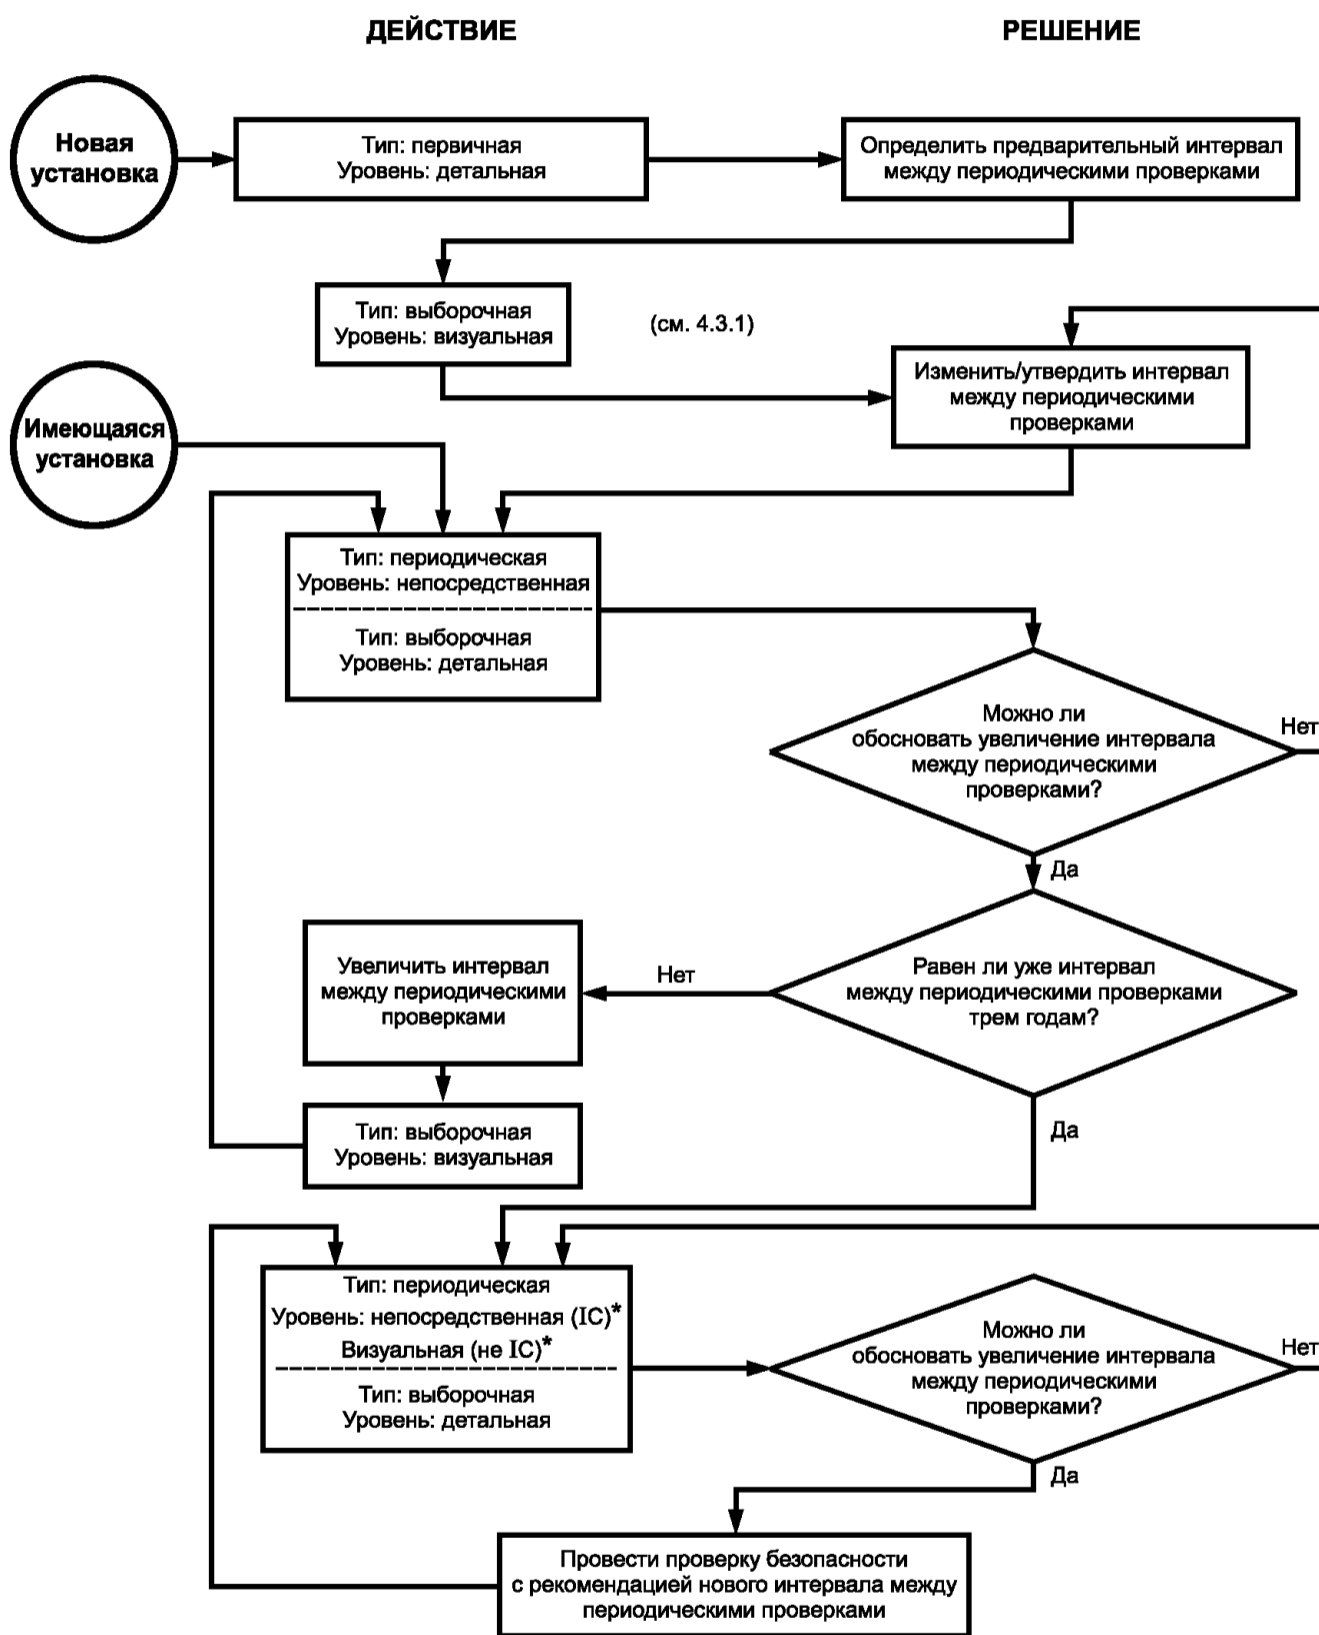 ДЕЙСТВИЕ
РЕШЕНИЕ
Новая
установка
Тип: первичная
Уровень: детальная
Определить предварительный интервал
между периодическими проверками
Тип: выборочная
Уровень: визуальная
(см. 4.3.1)
Изменить/утвердить интервал
между периодическими
проверками
Имеющаяся
установка
Тип: периодическая
Уровень: непосредственная
Тип: выборочная
Уровень: детальная
Можно ли
обосновать увеличение интервала
между периодическими
проверками?
Нет
Да
Увеличить интервал
между периодическими
проверками
Нет
Равен ли уже интервал
между периодическими проверками
трем годам?
Тип: выборочная
Уровень: визуальная
Да
Тип: периодическая
Уровень: непосредственная (IC)*
Визуальная (не IC)*
Тип: выборочная
Уровень: детальная
Можно ли
обосновать увеличение интервала
между периодическими
проверками?
Нет
Да
Провести проверку безопасности
с рекомендацией нового интервала между
периодическими проверками